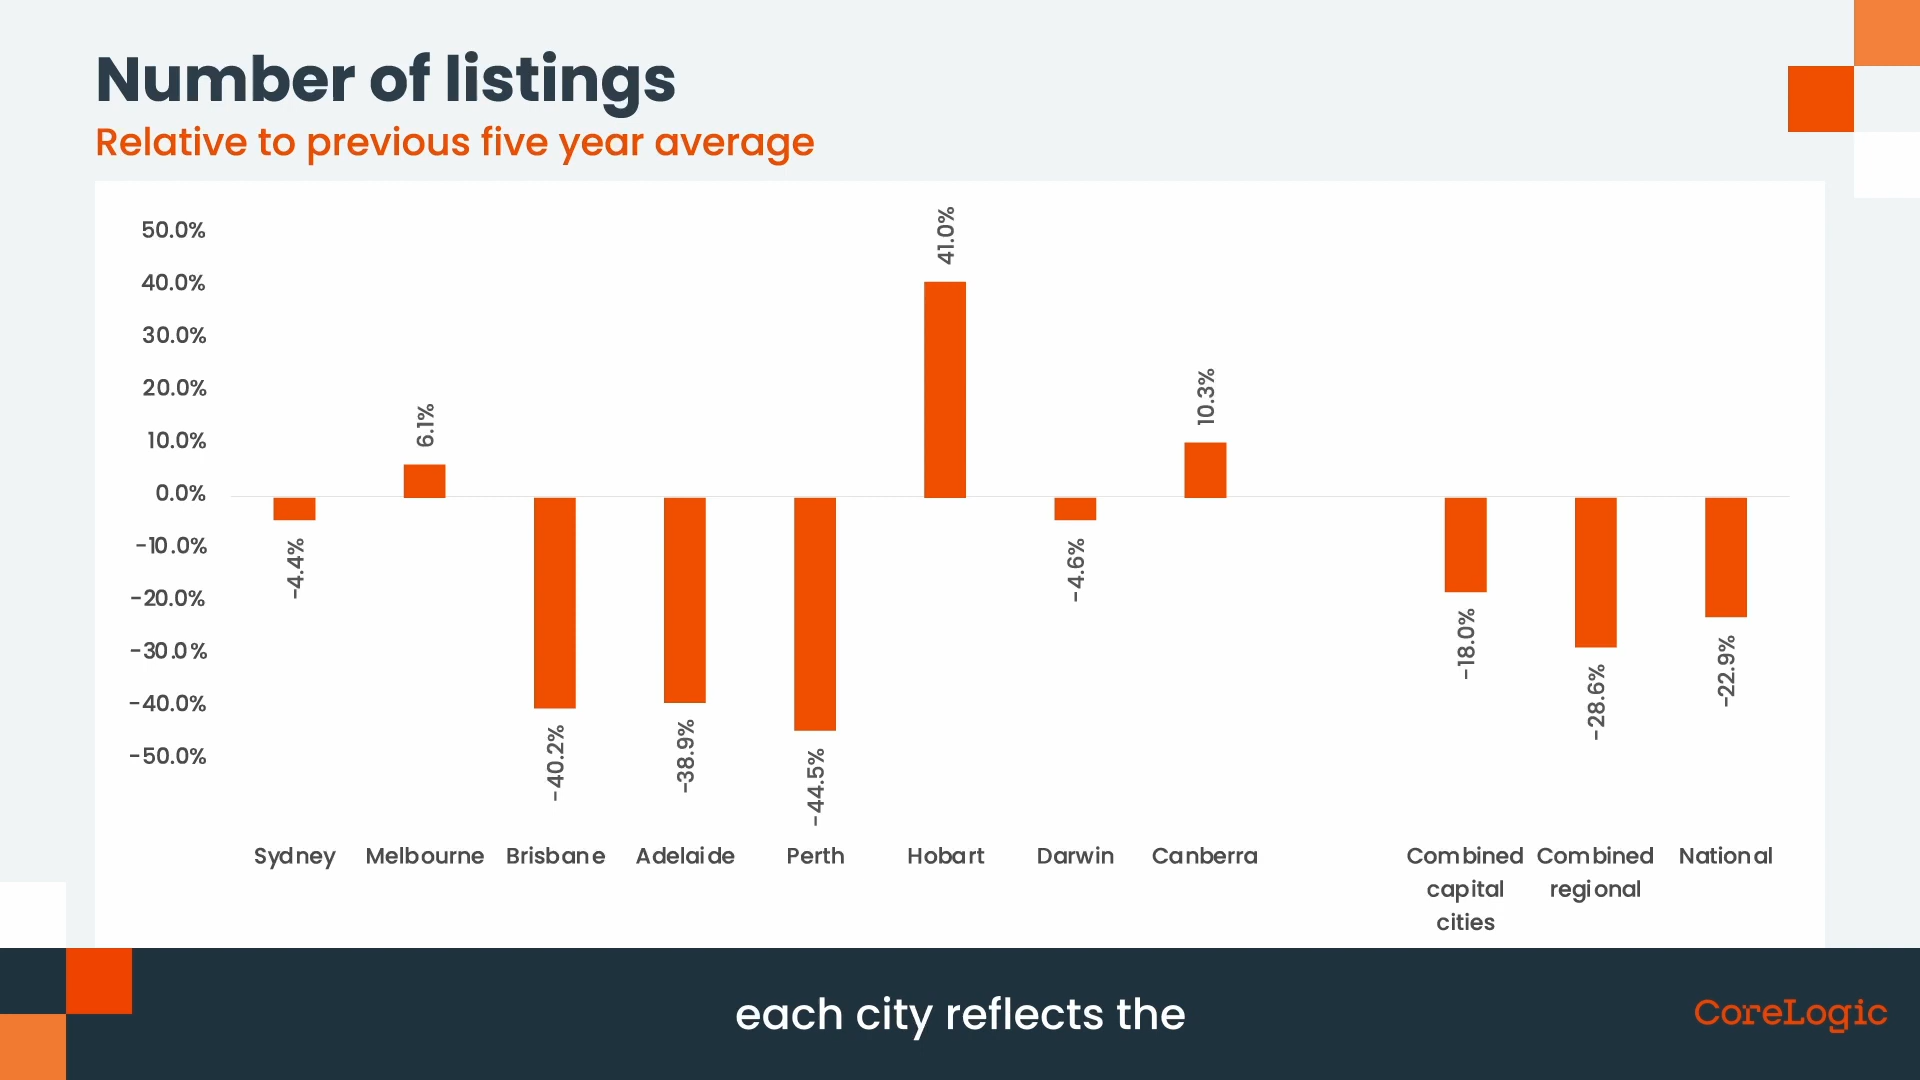 Number of listings
Relative to previous five year average
50.0%
40.0%
30.0%
20.0%
10.0%
0.0%
-10.0%
-20.0%
-30.0%
-40.0%
-50.0%
-4.4%
6.1%
-40.2%
-38.9%
-44.5%
41.0%
-4.6%
10.3%
-18.0%
-28.6%
-22.9%
Sydney
Melbourne
Brisbane
Adelaide
Perth
Hobart
Darwin
Canberra
Combined
capital
cities
Combined
regional
National
each city reflects the
CoreLogic